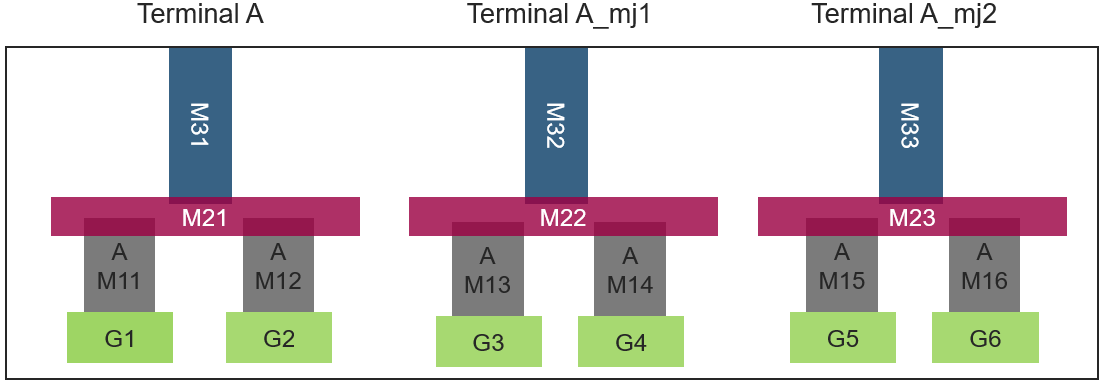 Terminal A
Terminal A_mj1
Terminal A_mj2
M31
M32
M33
M21
M22
M23
A
M11
A
M12
A
M13
A
M14
A
M15
A
M16
G1
G2
G3
G4
G5
G6